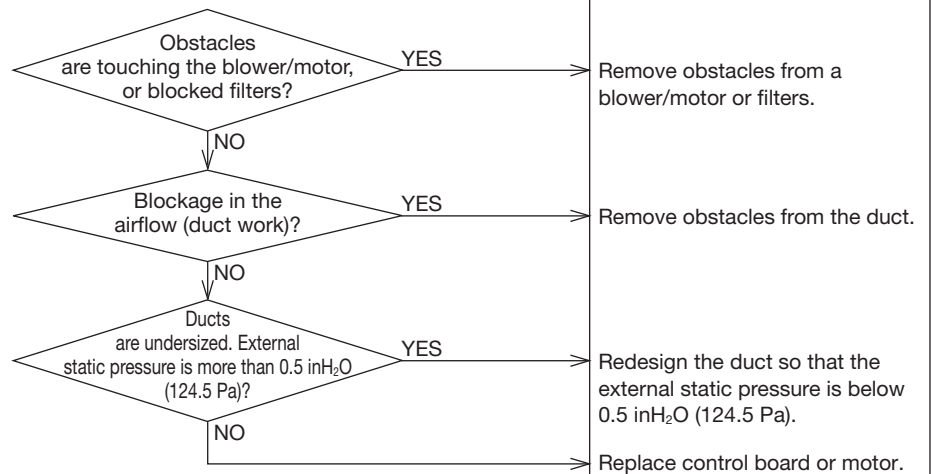 Obstacles
are touching the blower/motor,
or blocked filters?
YES
Remove obstacles from a
blower/motor or filters.
NO
Blockage in the
airflow (duct work)?
YES
Remove obstacles from the duct.
NO
Ducts
are undersized. External
static pressure is more than 0.5 inH₂O
(124.5 Pa)?
YES
Redesign the duct so that the
external static pressure is below
0.5 inH₂O (124.5 Pa).
NO
Replace control board or motor.